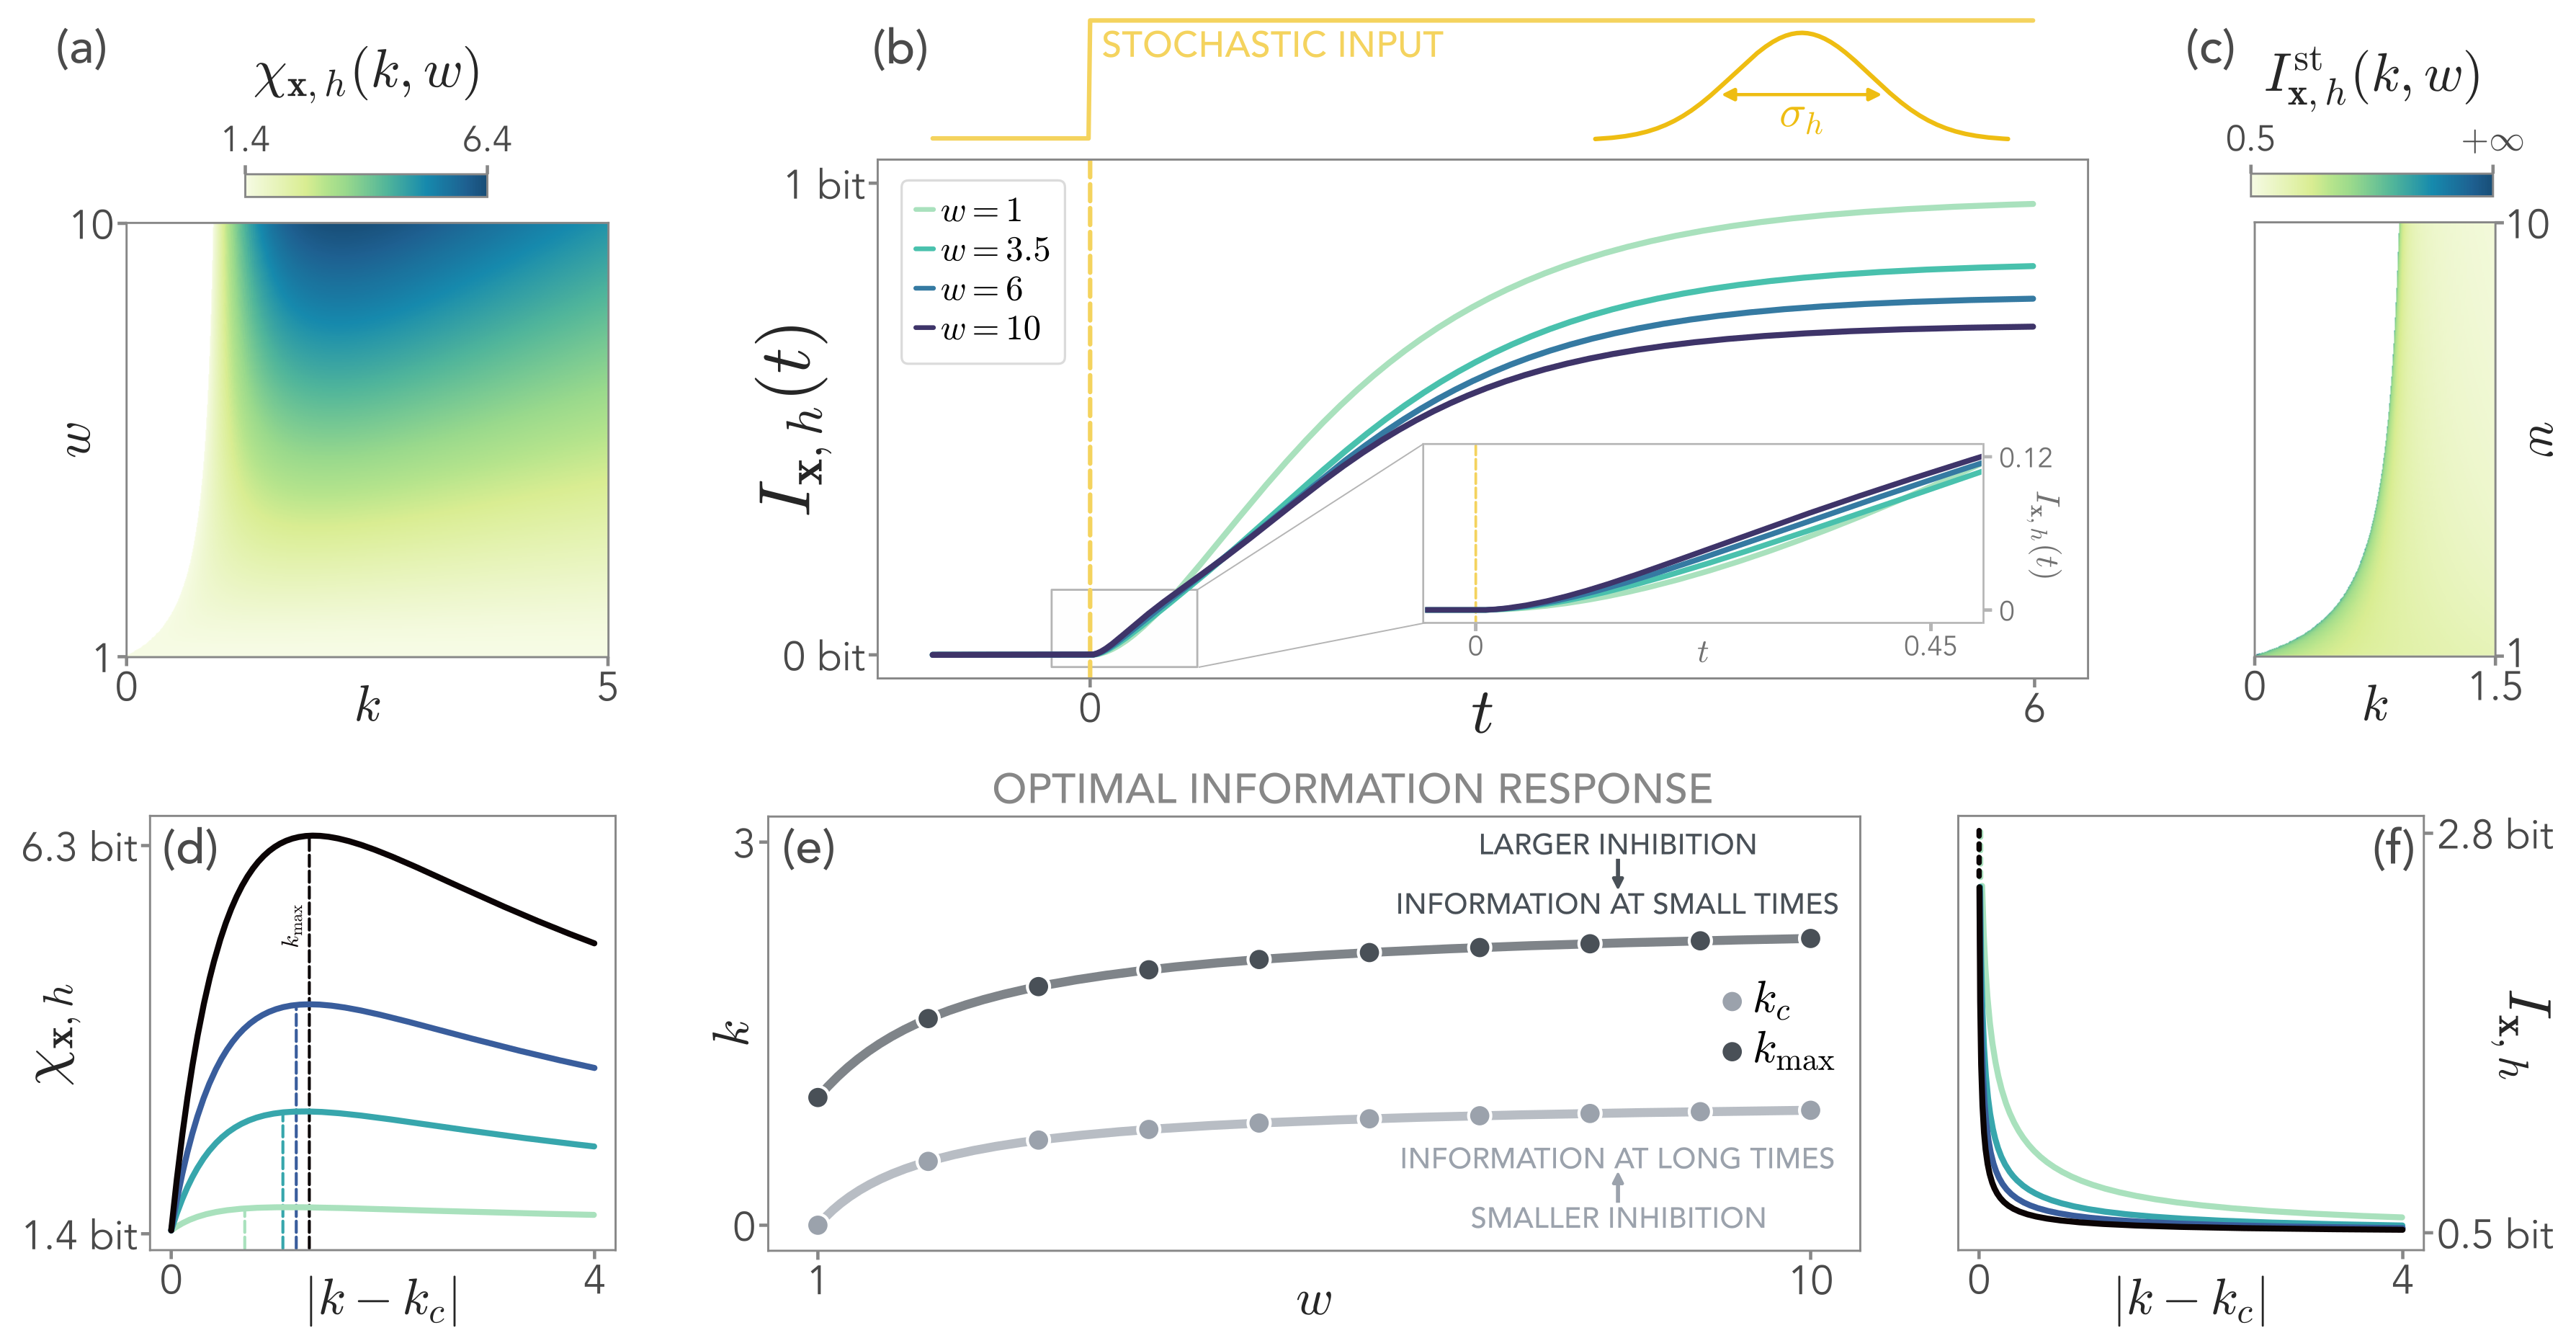 (a)
χx, h(k, w)
1.4 6.4
10
w
1
0 5
k
(b)
STOCHASTIC INPUT
σh
1 bit
w = 1
w = 3.5
w = 6
w = 10
Ix, h(t)
0.12
Ix, h(t)
0
0 t 0.45
0 bit
0 t 6
(c)
I^st x, h(k, w)
0.5 +∞
10
w
1
0 1.5
k
6.3 bit
(d)
kmax
χx, h
1.4 bit
0 4
|k − kc|
OPTIMAL INFORMATION RESPONSE
3
(e)
LARGER INHIBITION
INFORMATION AT SMALL TIMES
k
kc
kmax
INFORMATION AT LONG TIMES
SMALLER INHIBITION
0
1 10
w
(f)
2.8 bit
Ix, h
0.5 bit
0 4
|k − kc|